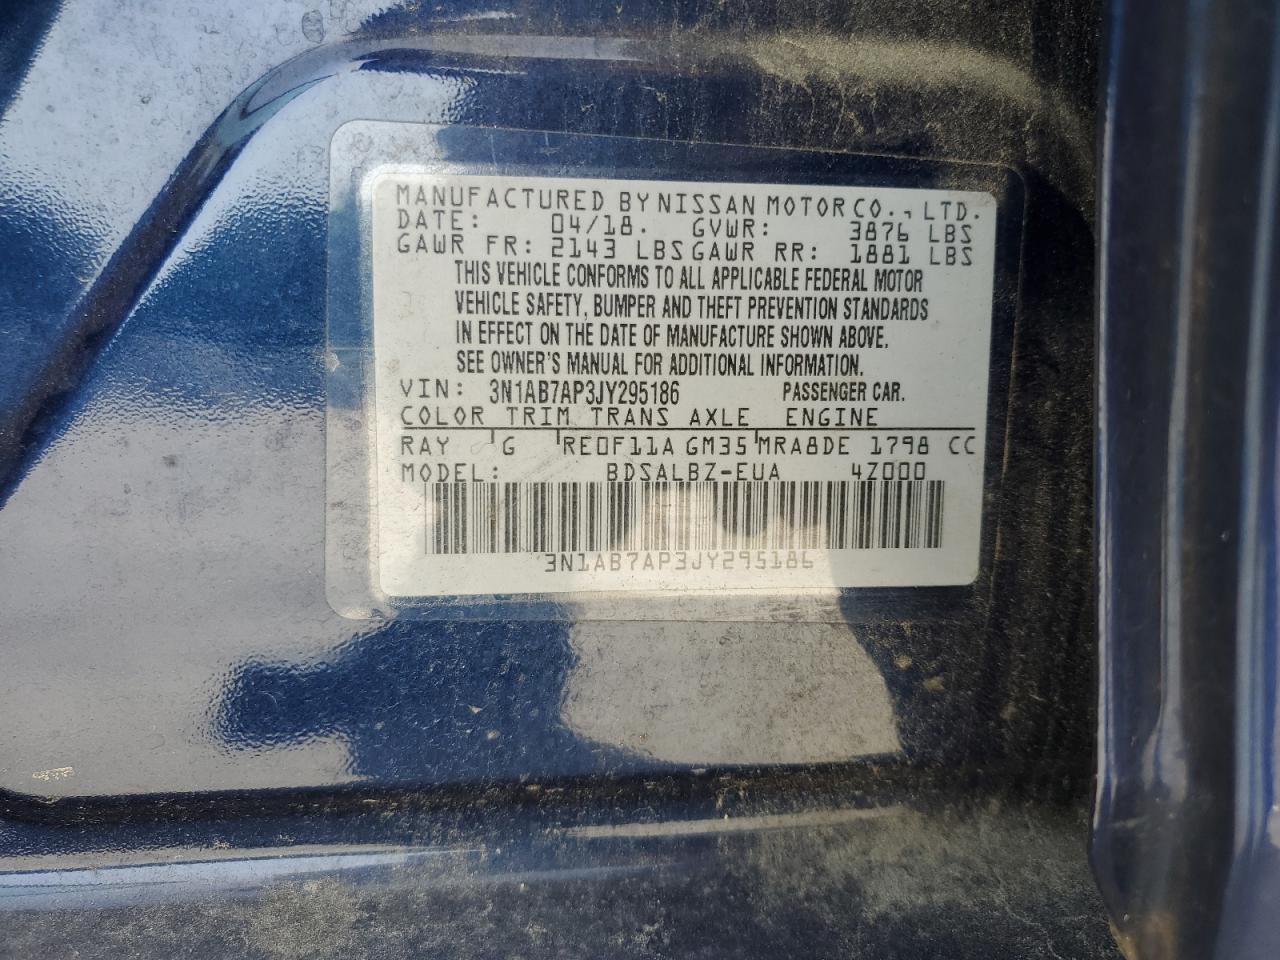 MANUFACTURED BY NISSAN MOTOR CO., LTD.
DATE: 04/18. GVWR: 3876 LBS
GAWR FR: 2143 LBS GAWR RR: 1881 LBS
THIS VEHICLE CONFORMS TO ALL APPLICABLE FEDERAL MOTOR
VEHICLE SAFETY, BUMPER AND THEFT PREVENTION STANDARDS
IN EFFECT ON THE DATE OF MANUFACTURE SHOWN ABOVE.
SEE OWNER'S MANUAL FOR ADDITIONAL INFORMATION.
VIN: 3N1AB7AP3JY295186 PASSENGER CAR.
COLOR TRIM TRANS AXLE ENGINE
RAY G RE0F11A GM35 MRA8DE 1798 CC
MODEL: BDSALBZ-EUA 4Z000
3N1AB7AP3JY295186